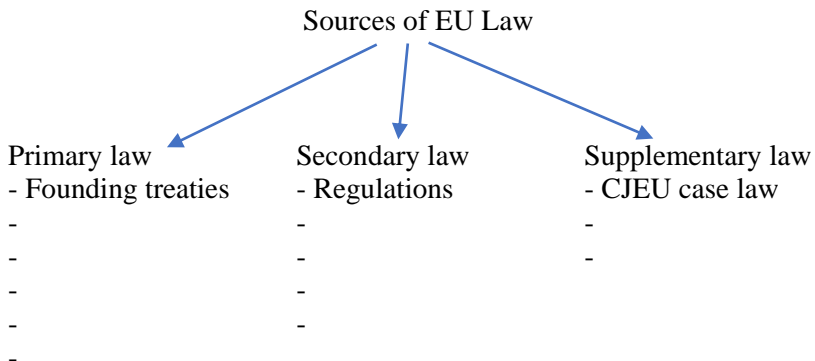 Sources of EU Law
Primary law
- Founding treaties
-
-
-
-
-
Secondary law
- Regulations
-
-
-
-
Supplementary law
- CJEU case law
-
-